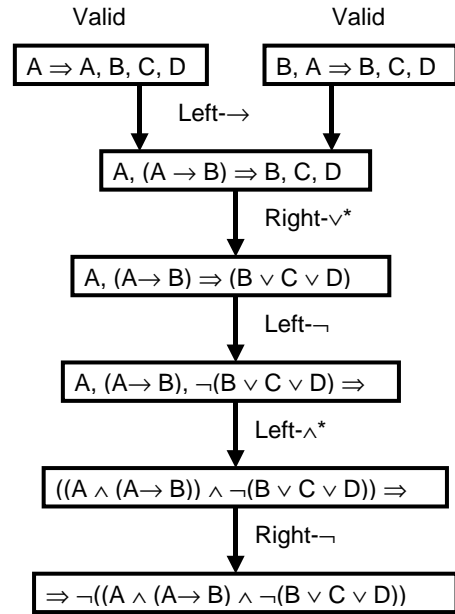 Valid Valid
A ⇒ A, B, C, D B, A ⇒ B, C, D
Left-→
A, (A → B) ⇒ B, C, D
Right-∨*
A, (A→ B) ⇒ (B ∨ C ∨ D)
Left-¬
A, (A→ B), ¬(B ∨ C ∨ D) ⇒
Left-∧*
((A ∧ (A→ B)) ∧ ¬(B ∨ C ∨ D)) ⇒
Right-¬
⇒ ¬((A ∧ (A→ B) ∧ ¬(B ∨ C ∨ D))